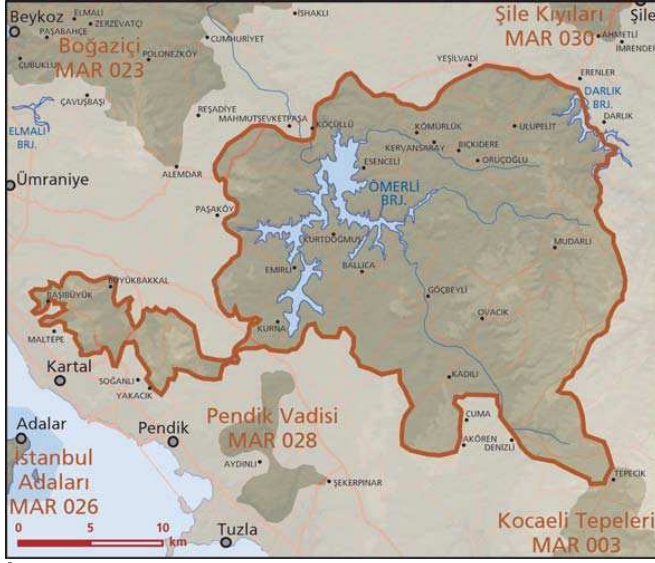 Beykoz
ELMALI
ZERZEVATÇI
PAŞABAHÇE
ÇUBUKLU
Boğaziçi
MAR 023
POLONEZKÖY
CUMHURİYET
İSHAKLI
Şile Kıyıları
MAR 030
Şile
AHMETLİ
İMRENDERE
ÇAVUŞBAŞI
YEŞİLVADİ
ERENLER
ELMALI
BRJ.
REŞADİYE
MAHMUTŞEVKETPAŞA
KÖÇÜLLÜ
KÖMÜRLÜK
ULUPELİT
DARLIK
BRJ.
DARLIK
KERVANSARAY
BIÇKIDERE
ORUÇOĞLU
ESENCELİ
ALEMDAR
Ümraniye
ÖMERLİ
BRJ.
PAŞAKÖY
KURTDOĞMUŞ
MUDARLI
EMİRLİ
BALLICA
BÜYÜKBAKKAL
BAŞIBÜYÜK
GÖÇBEYLİ
OVACIK
KURNA
MALTEPE
Kartal
SOĞANLI
YAKACIK
KADILI
Adalar
Pendik
Pendik Vadisi
MAR 028
CUMA
AKÖREN
DENİZLİ
İstanbul
Adaları
MAR 026
AYDINLI
ŞEKERPINAR
TEPECIK
Kocaeli Tepeleri
MAR 003
Tuzla
0 5 10
km